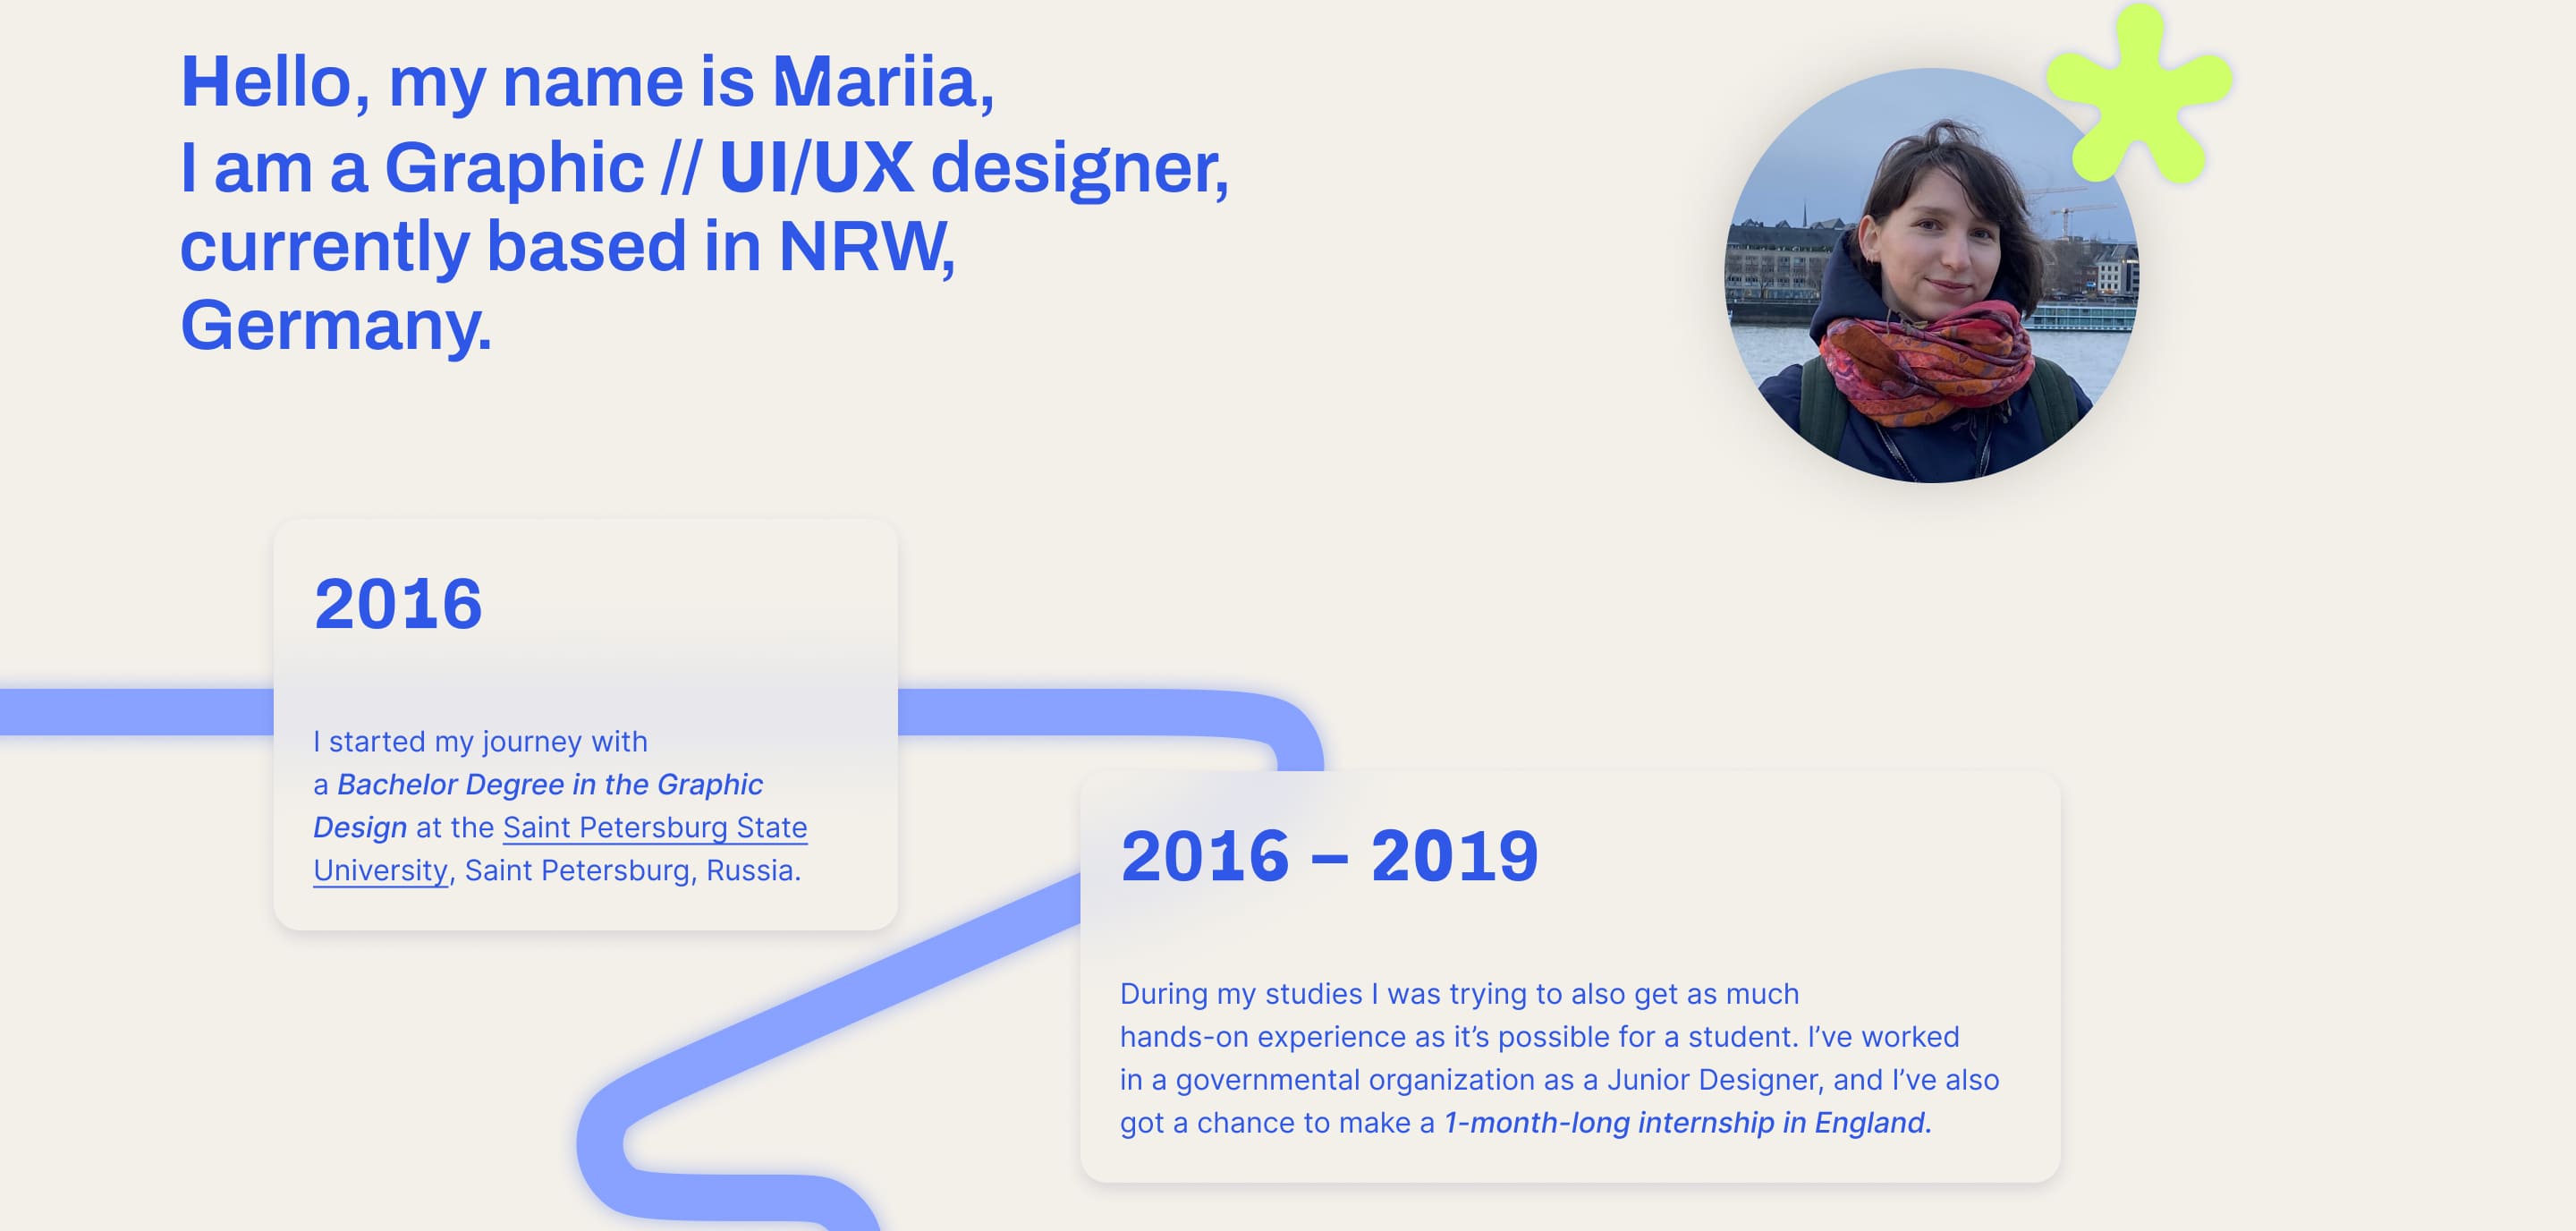 Hello, my name is Mariia,
I am a Graphic // UI/UX designer,
currently based in NRW,
Germany.
2016
I started my journey with
a Bachelor Degree in the Graphic
Design at the Saint Petersburg State
University, Saint Petersburg, Russia.
2016 – 2019
During my studies I was trying to also get as much
hands-on experience as it’s possible for a student. I’ve worked
in a governmental organization as a Junior Designer, and I’ve also
got a chance to make a 1-month-long internship in England.